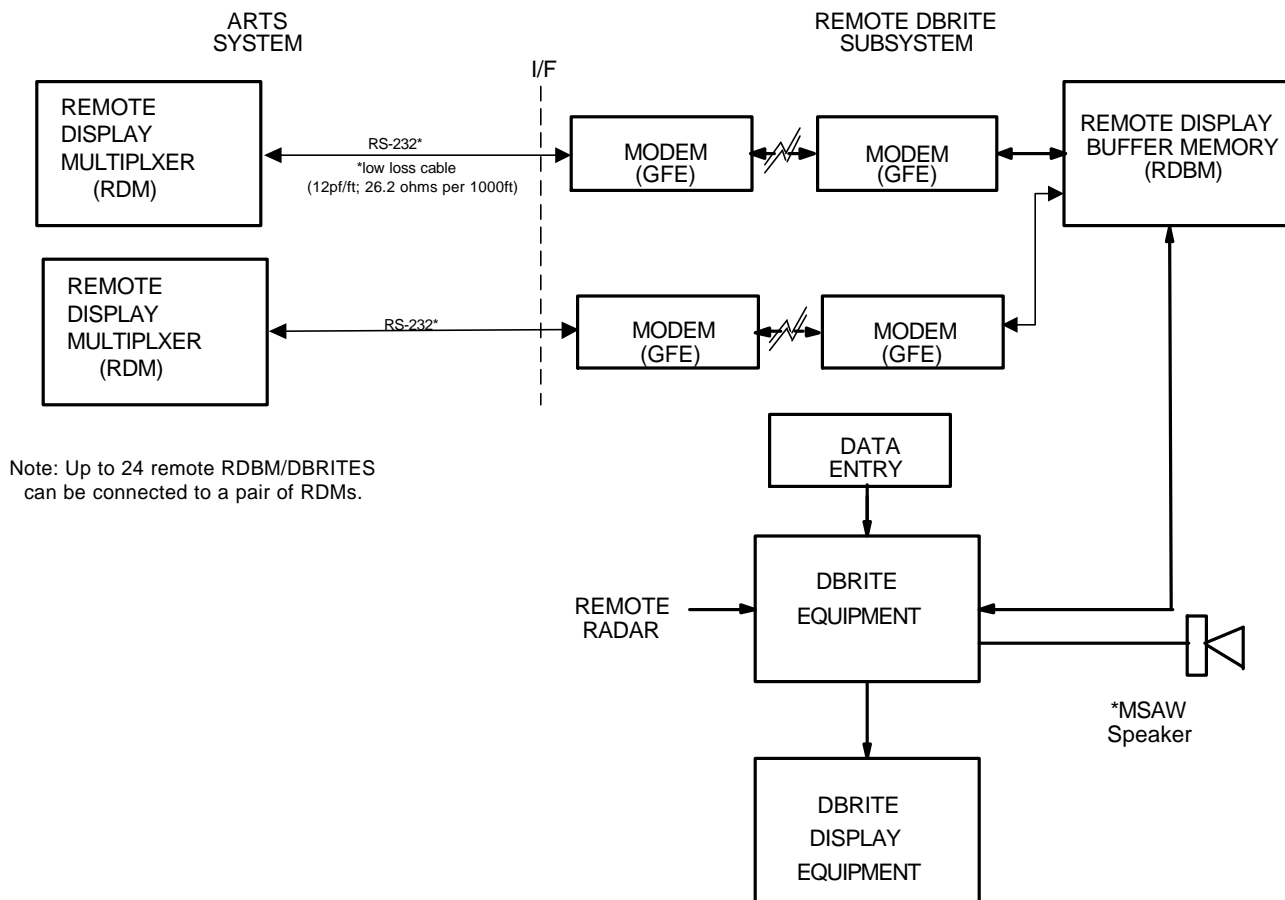 ARTS
SYSTEM
REMOTE DBRITE
SUBSYSTEM
I/F
REMOTE
DISPLAY
MULTIPLXER
(RDM)
RS-232*
*low loss cable
(12pf/ft; 26.2 ohms per 1000ft)
MODEM
(GFE)
MODEM
(GFE)
REMOTE DISPLAY
BUFFER MEMORY
(RDBM)
REMOTE
DISPLAY
MULTIPLXER
(RDM)
RS-232*
MODEM
(GFE)
MODEM
(GFE)
Note: Up to 24 remote RDBM/DBRITES
can be connected to a pair of RDMs.
DATA
ENTRY
DBRITE
EQUIPMENT
REMOTE
RADAR
*MSAW
Speaker
DBRITE
DISPLAY
EQUIPMENT